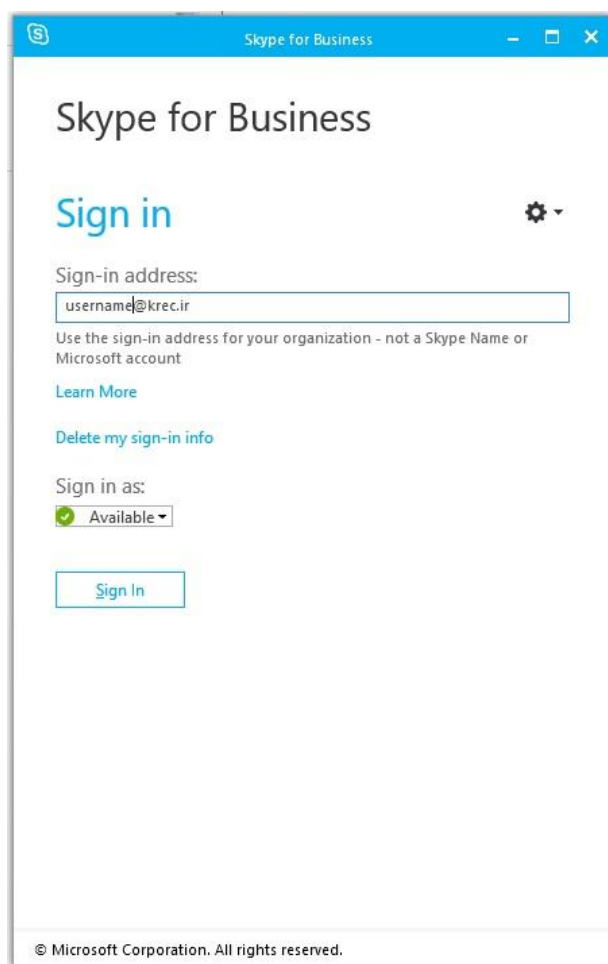 Skype for Business
Skype for Business
Sign in
Sign-in address:
username@krec.ir
Use the sign-in address for your organization - not a Skype Name or
Microsoft account
Learn More
Delete my sign-in info
Sign in as:
Available
Sign In
© Microsoft Corporation. All rights reserved.